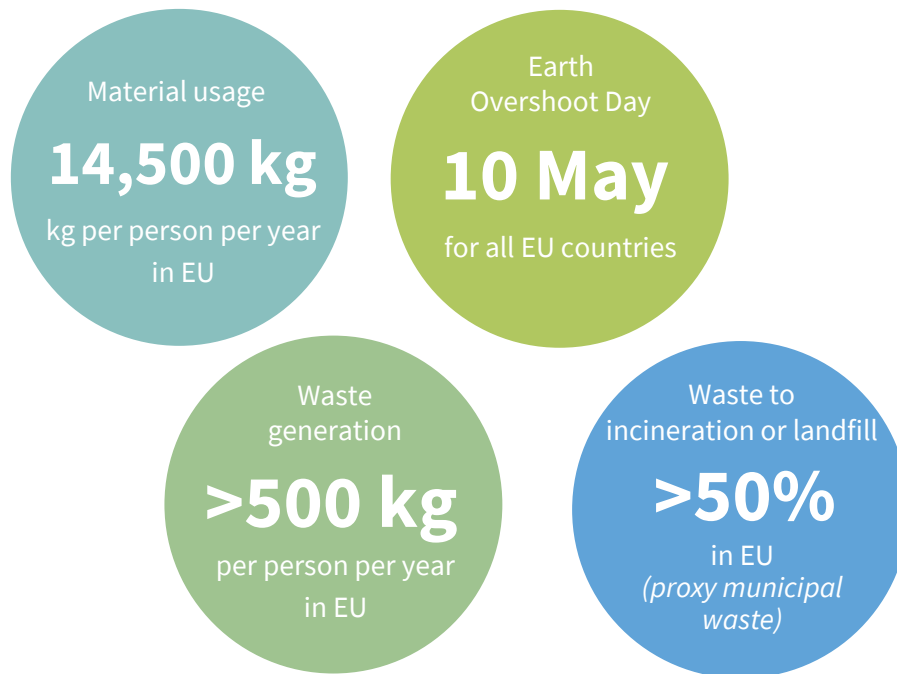 Material usage
14,500 kg
kg per person per year
in EU
Earth
Overshoot Day
10 May
for all EU countries
Waste
generation
>500 kg
per person per year
in EU
Waste to
incineration or landfill
>50%
in EU
(proxy municipal
waste)